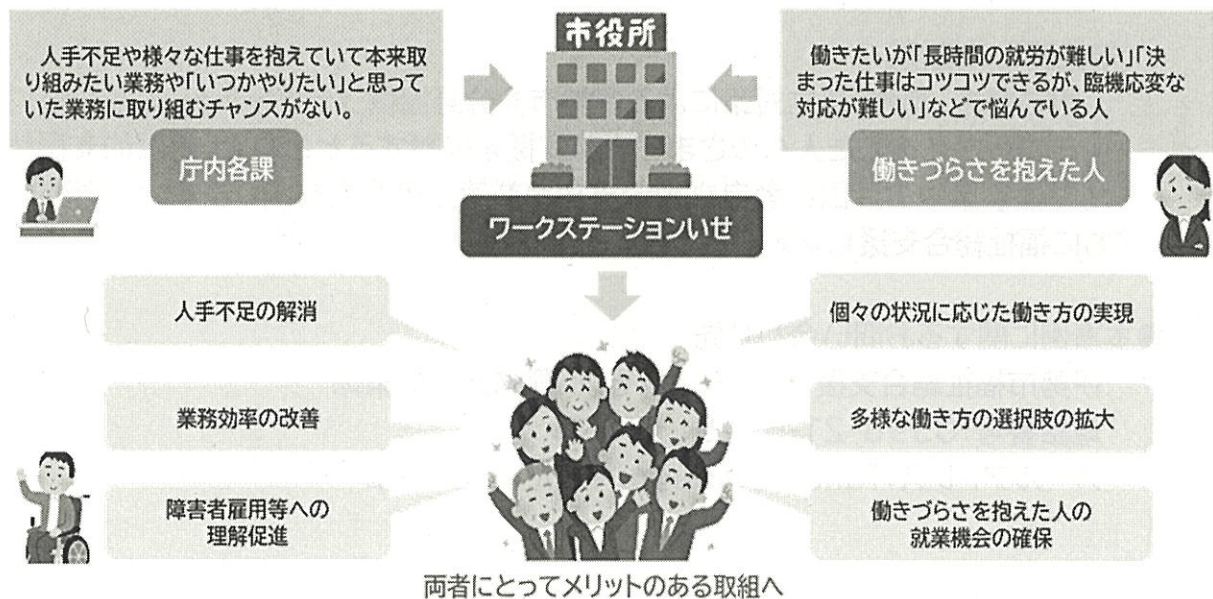 人手不足や様々な仕事を抱えていて本来取
り組みたい業務や「いつかやりたい」と思って
いた業務に取り組むチャンスがない。
庁内各課
市役所
ワークステーションいせ
働きたいが「長時間の就労が難しい」「決
まった仕事はコツコツできるが、臨機応変な
対応が難しい」などで悩んでいる人
働きづらさを抱えた人
人手不足の解消
業務効率の改善
障害者雇用等への
理解促進
個々の状況に応じた働き方の実現
多様な働き方の選択肢の拡大
働きづらさを抱えた人の
就業機会の確保
両者にとってメリットのある取組へ